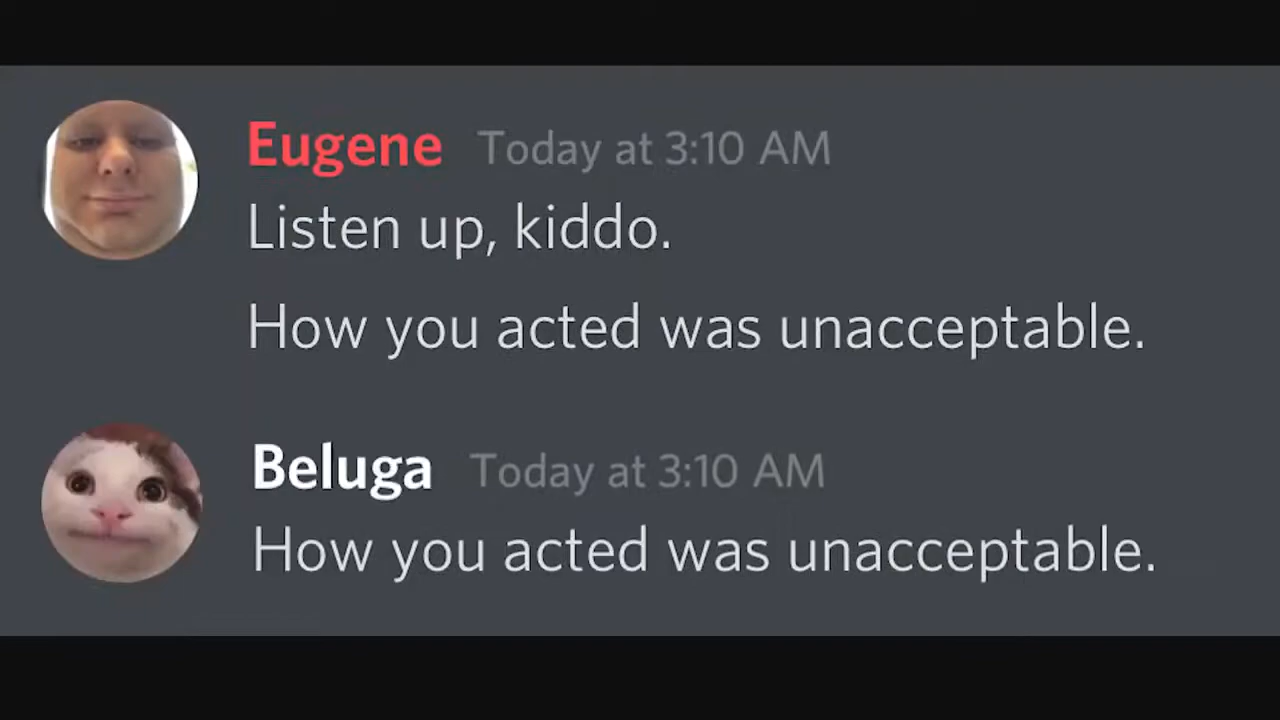 Eugene Today at 3:10 AM
Listen up, kiddo.
How you acted was unacceptable.
Beluga Today at 3:10 AM
How you acted was unacceptable.